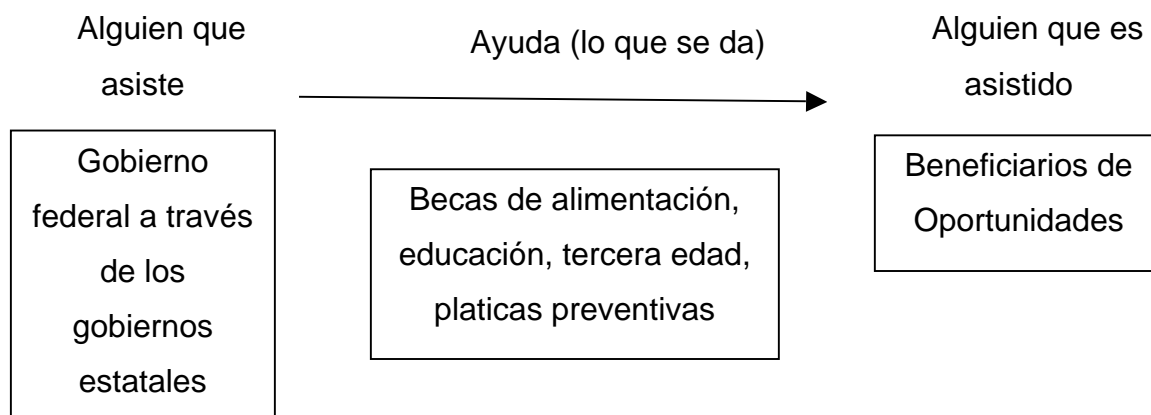 Alguien que
asiste
Ayuda (lo que se da)
Alguien que es
asistido
Gobierno
federal a través
de los
gobiernos
estatales
Becas de alimentación,
educación, tercera edad,
platicas preventivas
Beneficiarios de
Oportunidades